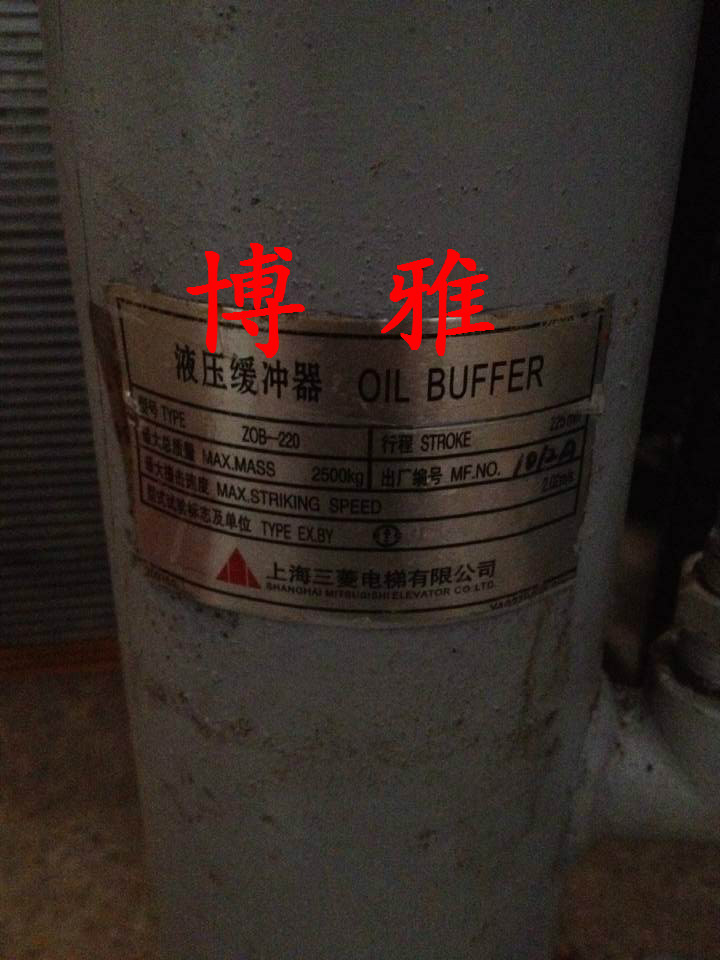 博 雅
液压缓冲器 OIL BUFFER
型号 TYPE ZOB-220 行程 STROKE 225mm
最大总质量 MAX.MASS 2500kg 出厂编号 MF.NO.
最大撞击速度 MAX.STRIKING SPEED
型式试验标志及单位 TYPE EX.BY
上海三菱电梯有限公司
SHANGHAI MITSUBISHI ELEVATOR CO.LTD.